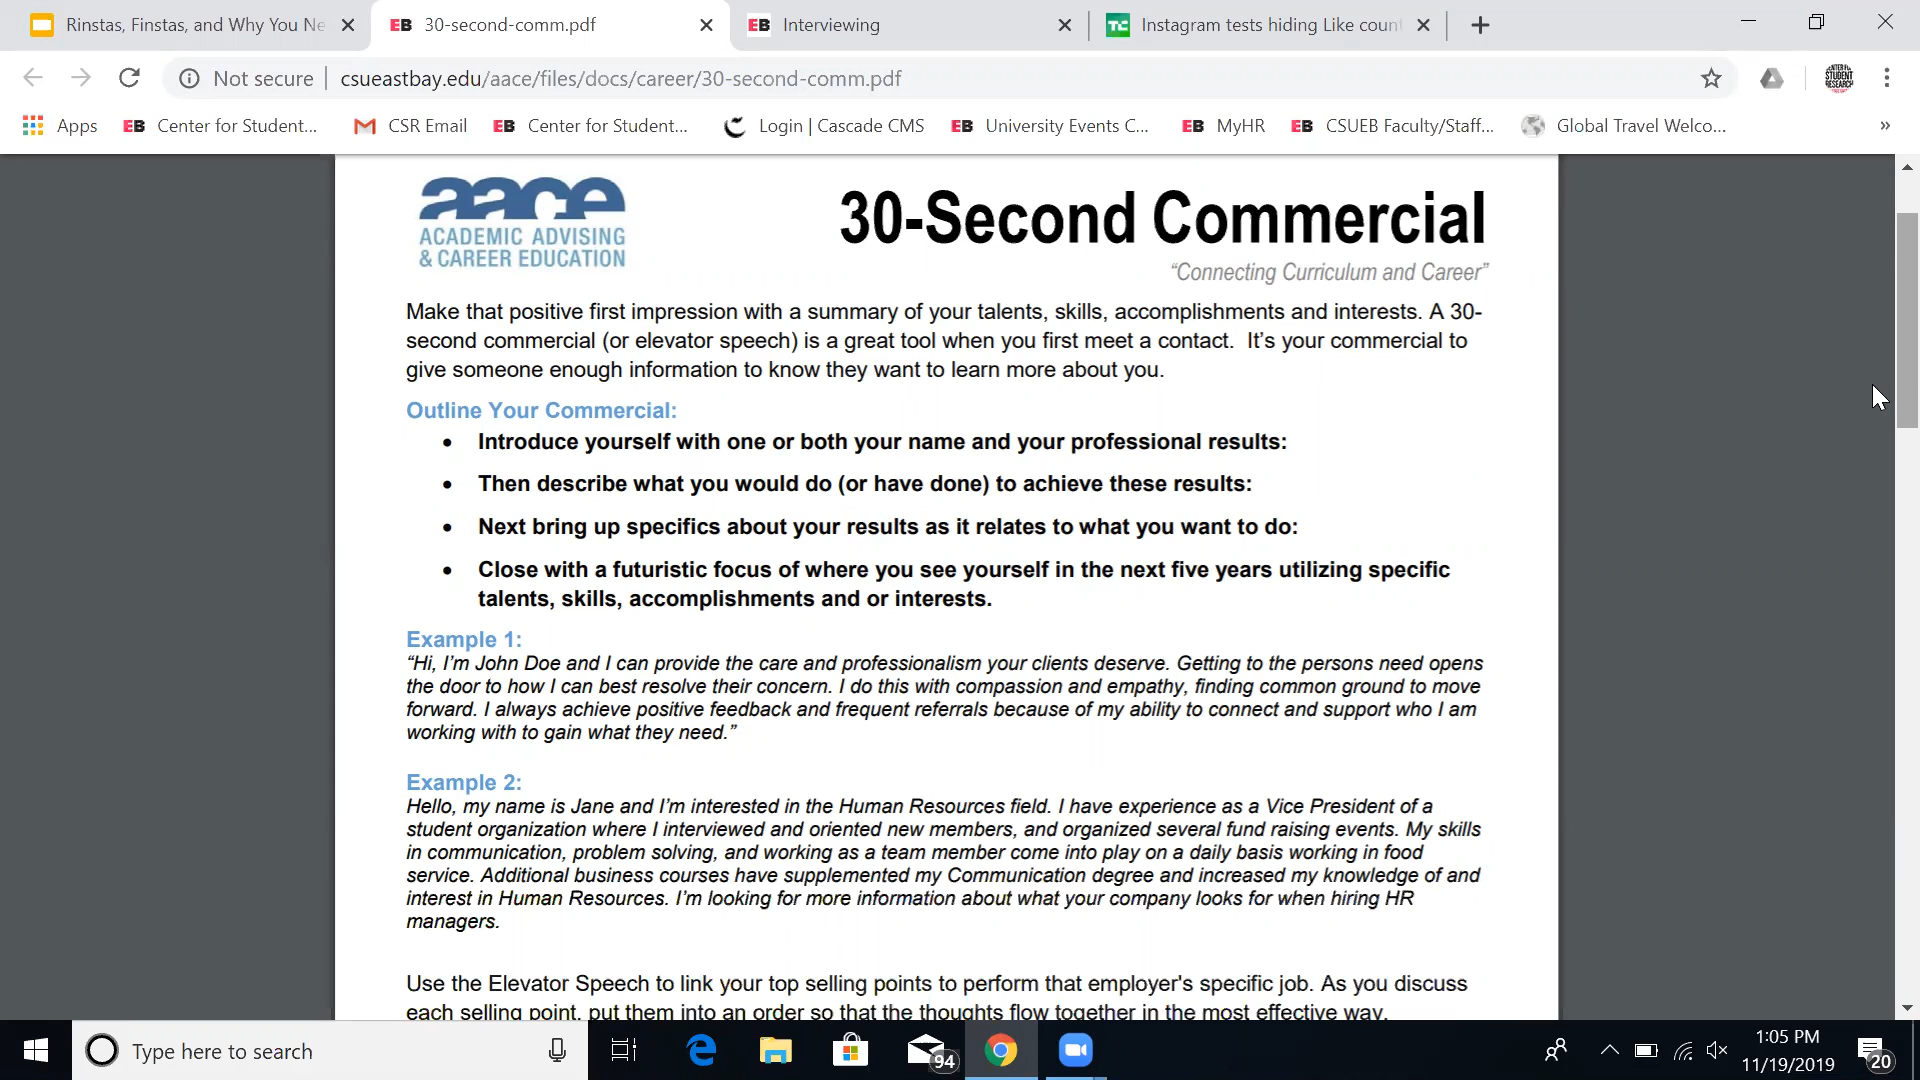 Rinstas, Finstas, and Why You Ne
30-second-comm.pdf
Interviewing
Instagram tests hiding Like coun
Not secure
csueastbay.edu/aace/files/docs/career/30-second-comm.pdf
Apps
EB Center for Student...
CSR Email
EB Center for Student...
Login | Cascade CMS
EB University Events C...
EB MyHR
EB CSUEB Faculty/Staff...
Global Travel Welco...
»
aace
ACADEMIC ADVISING
& CAREER EDUCATION
30-Second Commercial
“Connecting Curriculum and Career”
Make that positive first impression with a summary of your talents, skills, accomplishments and interests. A 30-
second commercial (or elevator speech) is a great tool when you first meet a contact.  It’s your commercial to
give someone enough information to know they want to learn more about you.
Outline Your Commercial:
• Introduce yourself with one or both your name and your professional results:
• Then describe what you would do (or have done) to achieve these results:
• Next bring up specifics about your results as it relates to what you want to do:
• Close with a futuristic focus of where you see yourself in the next five years utilizing specific
talents, skills, accomplishments and or interests.
Example 1:
“Hi, I’m John Doe and I can provide the care and professionalism your clients deserve. Getting to the persons need opens
the door to how I can best resolve their concern. I do this with compassion and empathy, finding common ground to move
forward. I always achieve positive feedback and frequent referrals because of my ability to connect and support who I am
working with to gain what they need.”
Example 2:
Hello, my name is Jane and I’m interested in the Human Resources field. I have experience as a Vice President of a
student organization where I interviewed and oriented new members, and organized several fund raising events. My skills
in communication, problem solving, and working as a team member come into play on a daily basis working in food
service. Additional business courses have supplemented my Communication degree and increased my knowledge of and
interest in Human Resources. I’m looking for more information about what your company looks for when hiring HR
managers.
Use the Elevator Speech to link your top selling points to perform that employer's specific job. As you discuss
each selling point, put them into an order so that the thoughts flow together in the most effective way.
Type here to search
94
1:05 PM
11/19/2019
20